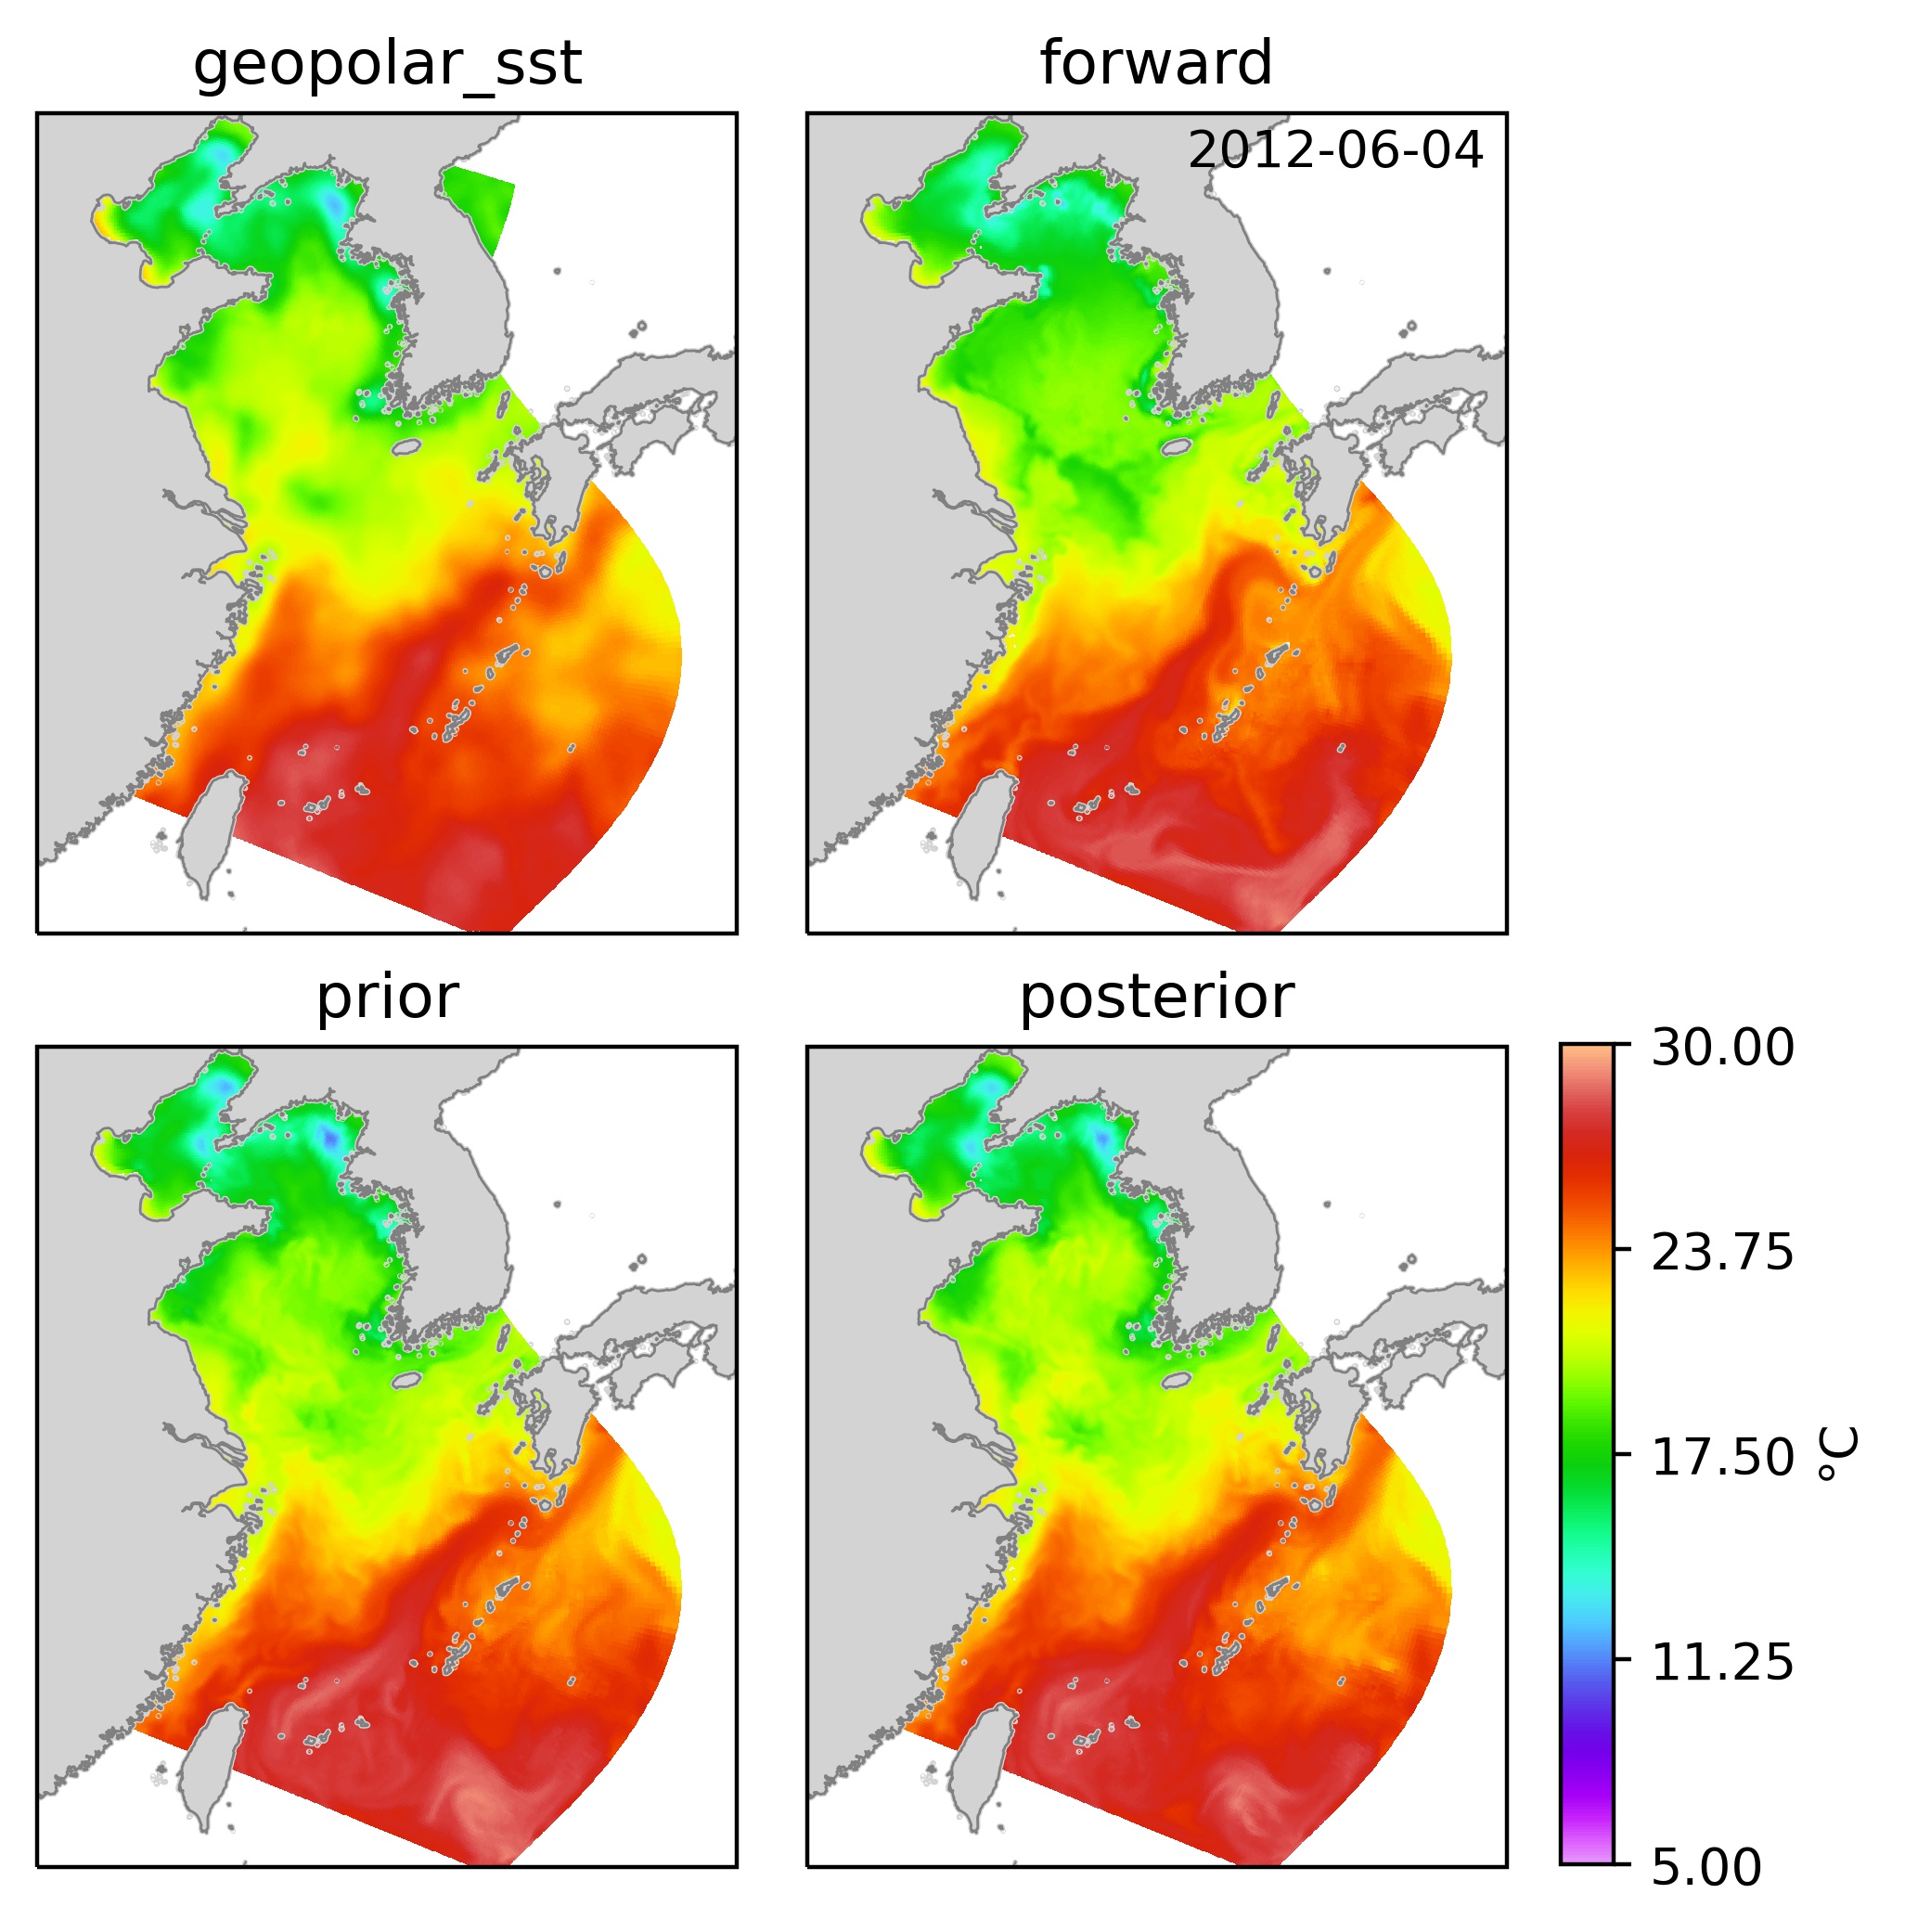 geopolar_sst
forward
2012-06-04
prior
posterior
30.00
23.75
17.50
11.25
5.00
°C